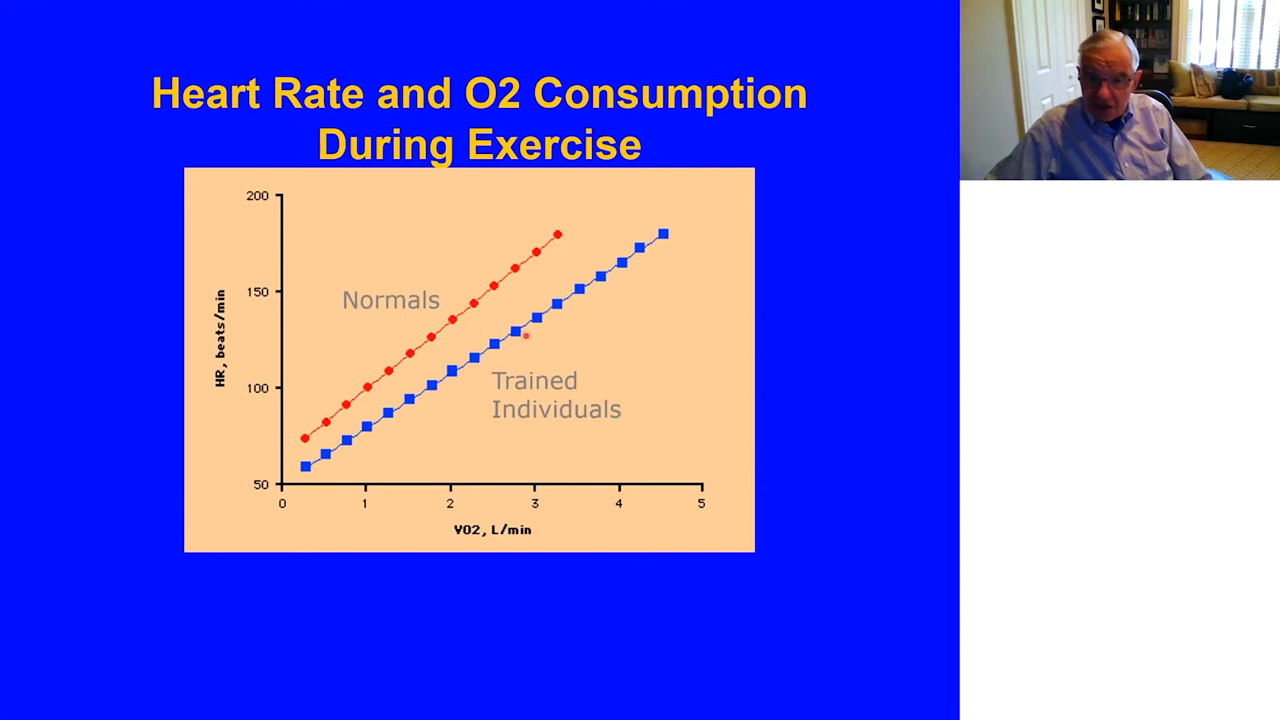 Heart Rate and O2 Consumption
During Exercise
200
150
100
50
HR, beats/min
Normals
Trained
Individuals
0 1 2 3 4 5
VO2, L/min